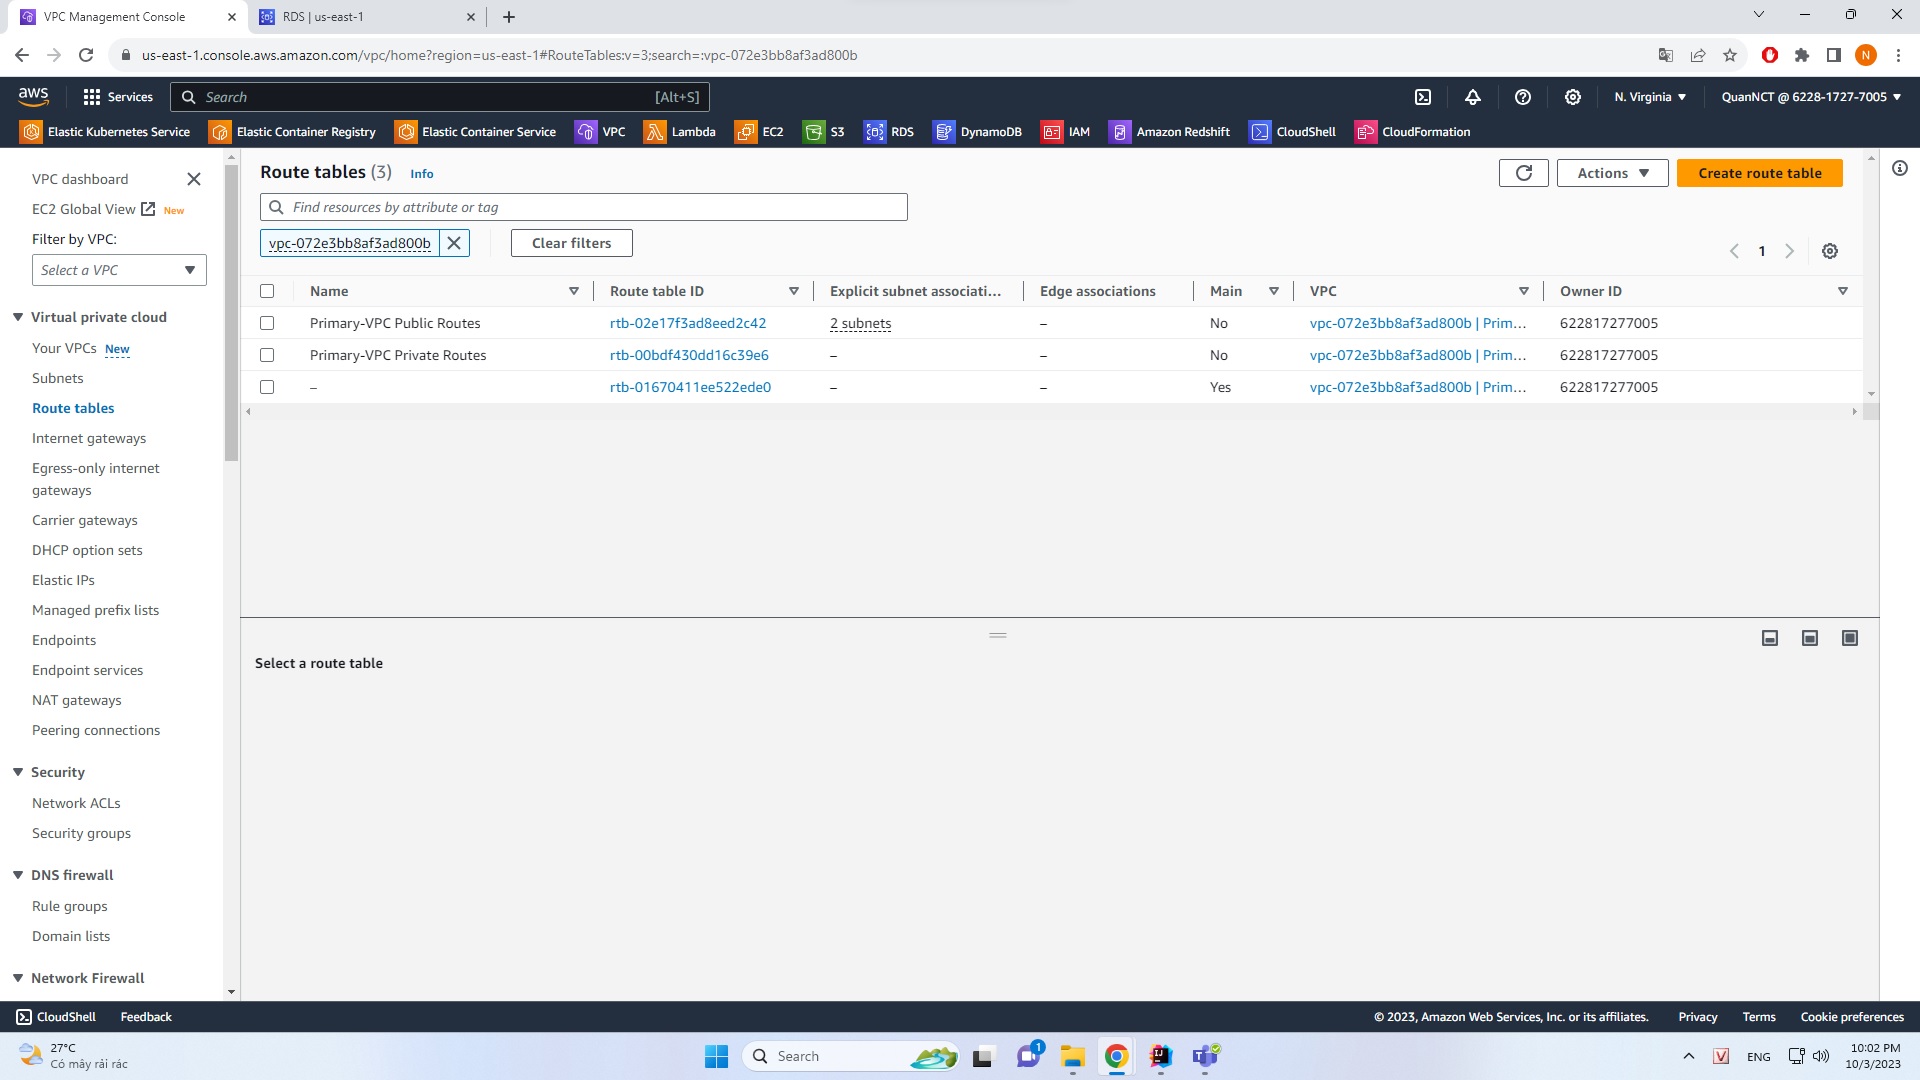 VPC Management Console
RDS | us-east-1
us-east-1.console.aws.amazon.com/vpc/home?region=us-east-1#RouteTables:v=3;search=:vpc-072e3bb8af3ad800b
N
aws
Services
Search
[Alt+S]
N. Virginia
QuanNCT @ 6228-1727-7005
Elastic Kubernetes Service
Elastic Container Registry
Elastic Container Service
VPC
Lambda
EC2
S3
RDS
DynamoDB
IAM
Amazon Redshift
CloudShell
CloudFormation
VPC dashboard
EC2 Global View New
Filter by VPC:
Select a VPC
Virtual private cloud
Your VPCs New
Subnets
Route tables
Internet gateways
Egress-only internet
gateways
Carrier gateways
DHCP option sets
Elastic IPs
Managed prefix lists
Endpoints
Endpoint services
NAT gateways
Peering connections
Security
Network ACLs
Security groups
DNS firewall
Rule groups
Domain lists
Network Firewall
Route tables (3) Info
Actions
Create route table
Find resources by attribute or tag
vpc-072e3bb8af3ad800b
Clear filters
1
Name Route table ID Explicit subnet associati... Edge associations Main VPC Owner ID
Primary-VPC Public Routes rtb-02e17f3ad8eed2c42 2 subnets – No vpc-072e3bb8af3ad800b | Prim... 622817277005
Primary-VPC Private Routes rtb-00bdf430dd16c39e6 – – No vpc-072e3bb8af3ad800b | Prim... 622817277005
– rtb-01670411ee522ede0 – – Yes vpc-072e3bb8af3ad800b | Prim... 622817277005
Select a route table
CloudShell
Feedback
© 2023, Amazon Web Services, Inc. or its affiliates.
Privacy
Terms
Cookie preferences
27°C
Có mây rải rác
Search
1
V
ENG
10:02 PM
10/3/2023